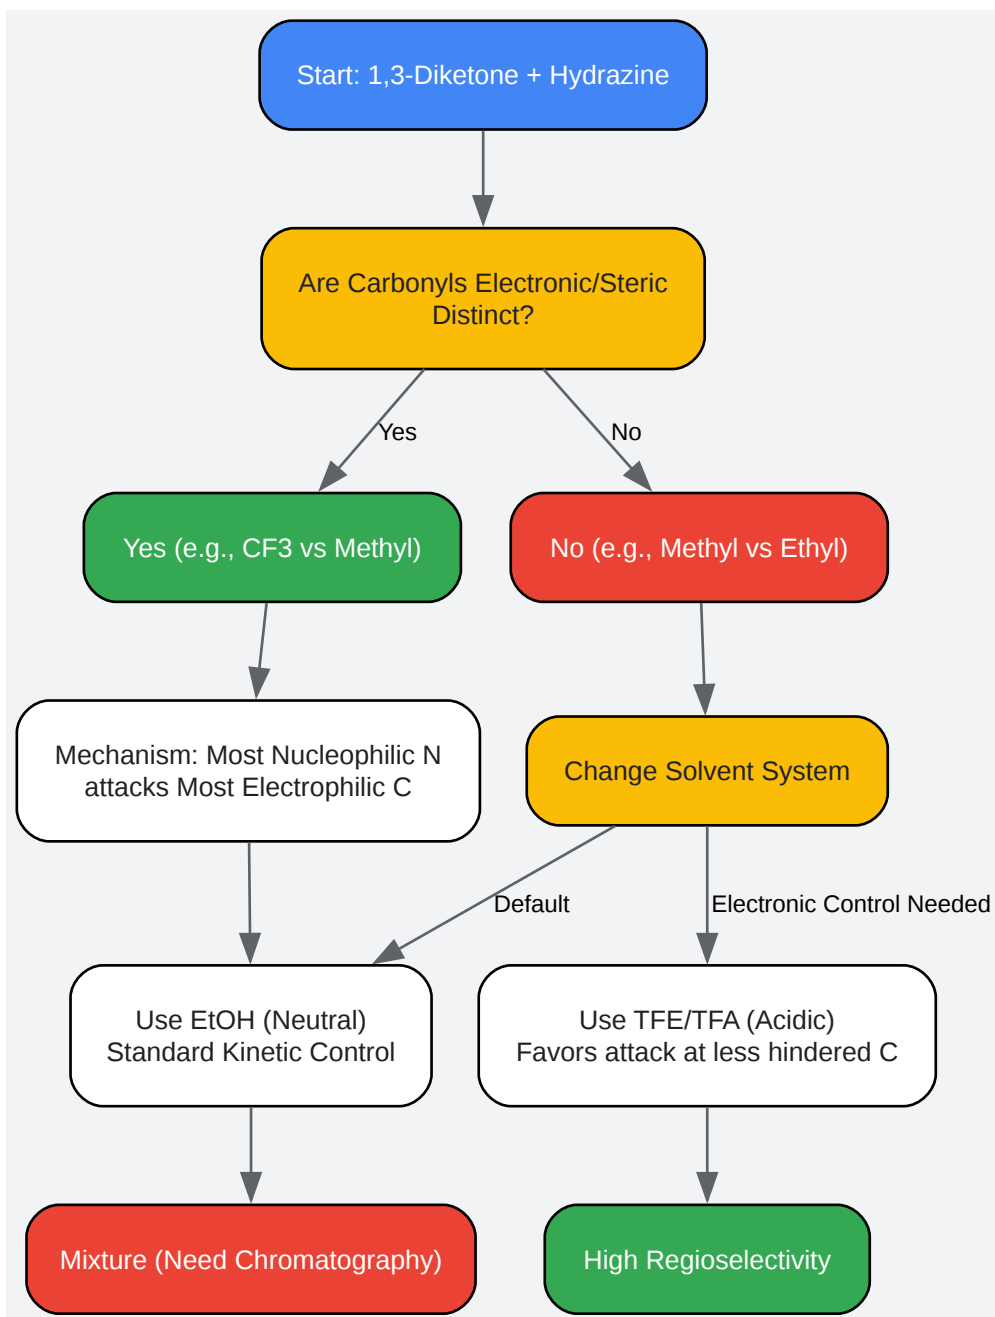 Start: 1,3-Diketone + Hydrazine
Are Carbonyls Electronic/Steric
Distinct?
Yes
No
Yes (e.g., CF3 vs Methyl)
No (e.g., Methyl vs Ethyl)
Mechanism: Most Nucleophilic N
attacks Most Electrophilic C
Change Solvent System
Default
Electronic Control Needed
Use EtOH (Neutral)
Standard Kinetic Control
Use TFE/TFA (Acidic)
Favors attack at less hindered C
Mixture (Need Chromatography)
High Regioselectivity